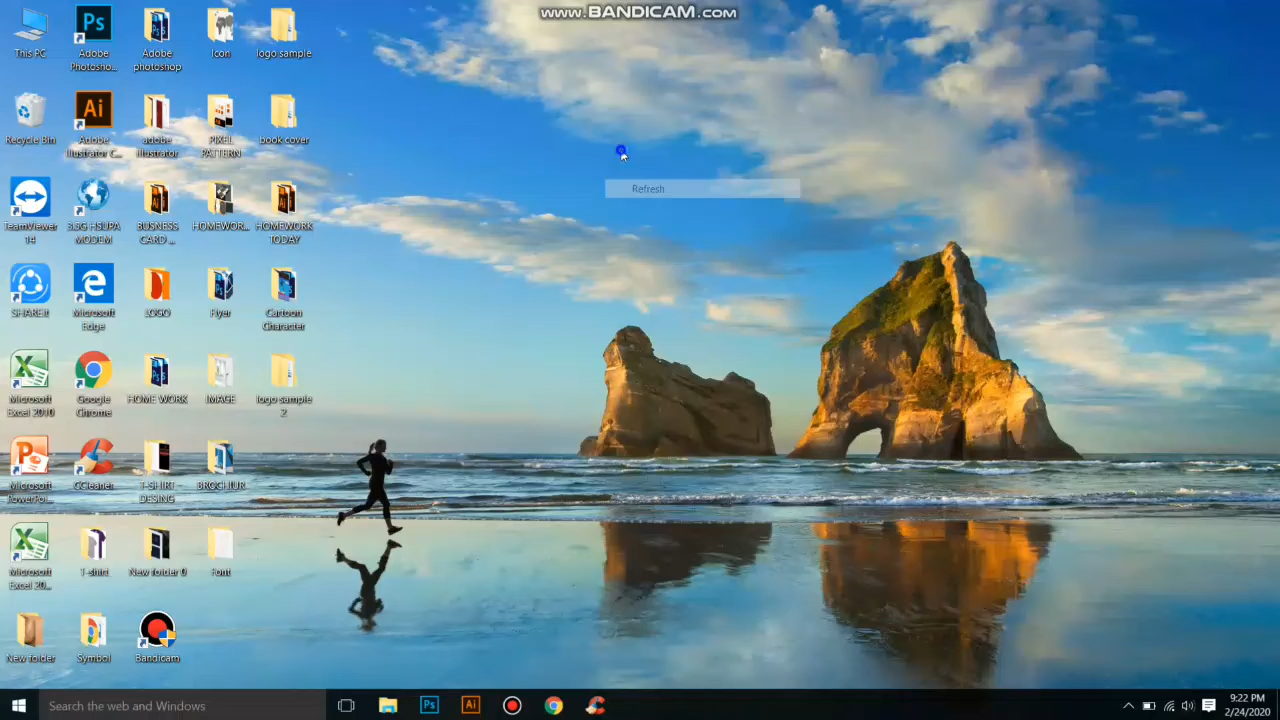 www.BANDICAM.com
This PC
Adobe
Photosho...
Adobe
photoshop
Icon
logo sample
Recycle Bin
Adobe
Illustrator C...
adobe
illustrator
PIXEL
PATTERN
book cover
TeamViewer
14
3.5G HSUPA
MODEM
BUSNESS
CARD ...
HOMEWOR...
HOMEWORK
TODAY
SHAREit
Microsoft
Edge
LOGO
Flyer
Cartoon
Character
Microsoft
Excel 2010
Google
Chrome
HOME WORK
IMAGE
logo sample
2
Microsoft
PowerPoi...
CCleaner
T-SHIRT -
DESING
BROCHUR
Microsoft
Excel 20...
T-shirt
New folder 0
Font
New folder
Symbol
Bandicam
Refresh
Search the web and Windows
9:22 PM
2/24/2020